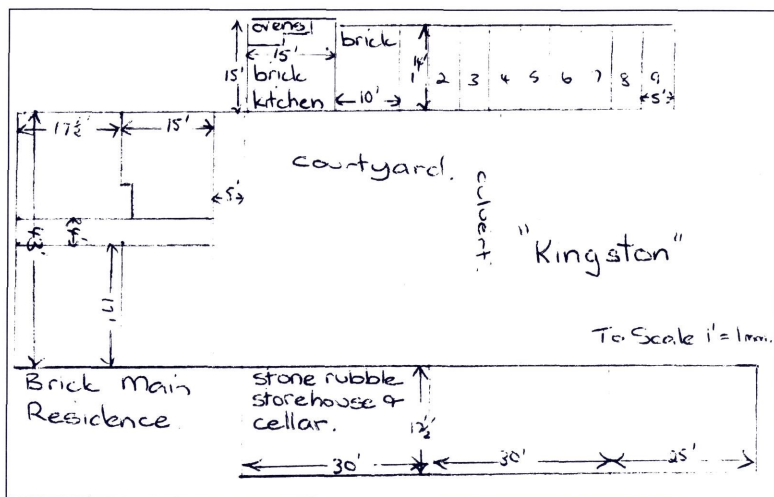 ovens
15'
15'
brick
kitchen
brick
10'
14'
1 2 3 4 5 6 7 8 9
5'
17½'
15'
5'
courtyard.
culvert.
"Kingston"
4'
43'
17'
To Scale 1' = 1mm.
Brick Main
Residence
stone rubble
storehouse &
cellar.
12½'
30'
30'
25'